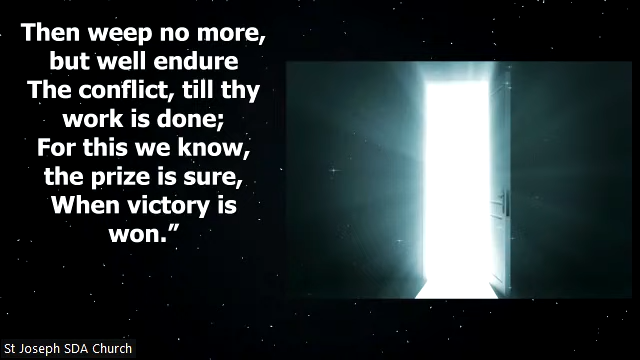 Then weep no more,
but well endure
The conflict, till thy
work is done;
For this we know,
the prize is sure,
When victory is
won.”
St Joseph SDA Church